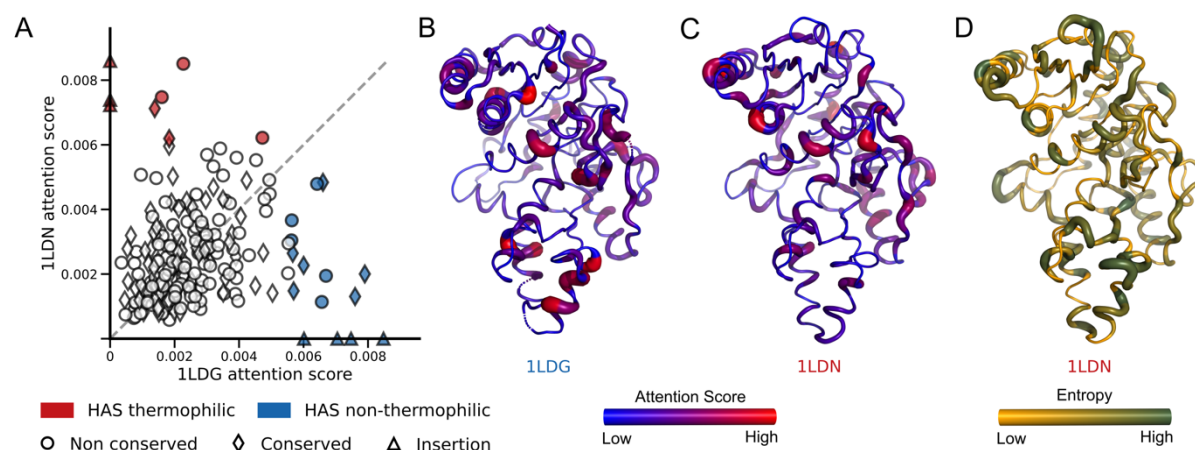 A
B
C
D
1LDN attention score
0.008
0.006
0.004
0.002
0 0.002 0.004 0.006 0.008
1LDG attention score
1LDG
1LDN
1LDN
HAS thermophilic HAS non-thermophilic
Non conserved Conserved Insertion
Attention Score
Low High
Entropy
Low High